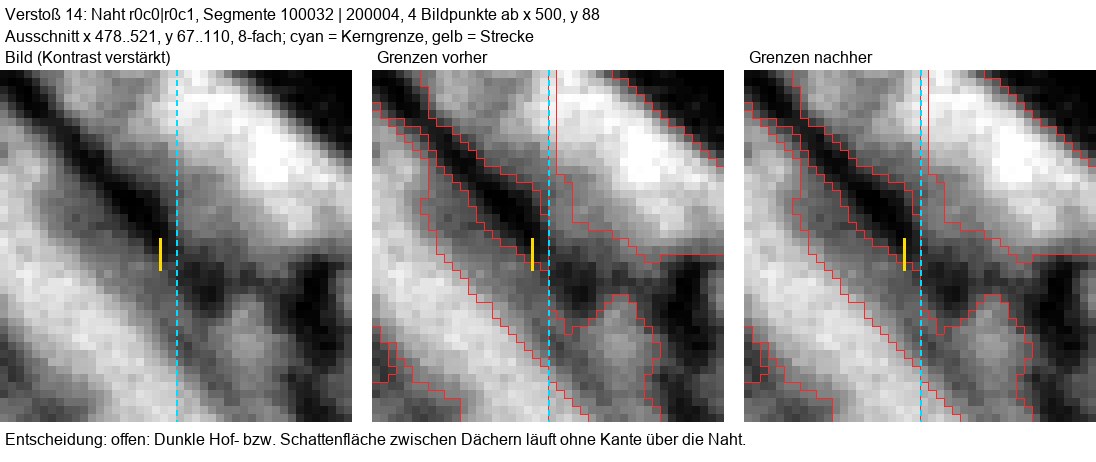 Verstoß 14: Naht r0c0|r0c1, Segmente 100032 | 200004, 4 Bildpunkte ab x 500, y 88
Ausschnitt x 478..521, y 67..110, 8-fach; cyan = Kerngrenze, gelb = Strecke
Bild (Kontrast verstärkt) Grenzen vorher Grenzen nachher
Entscheidung: offen: Dunkle Hof- bzw. Schattenfläche zwischen Dächern läuft ohne Kante über die Naht.